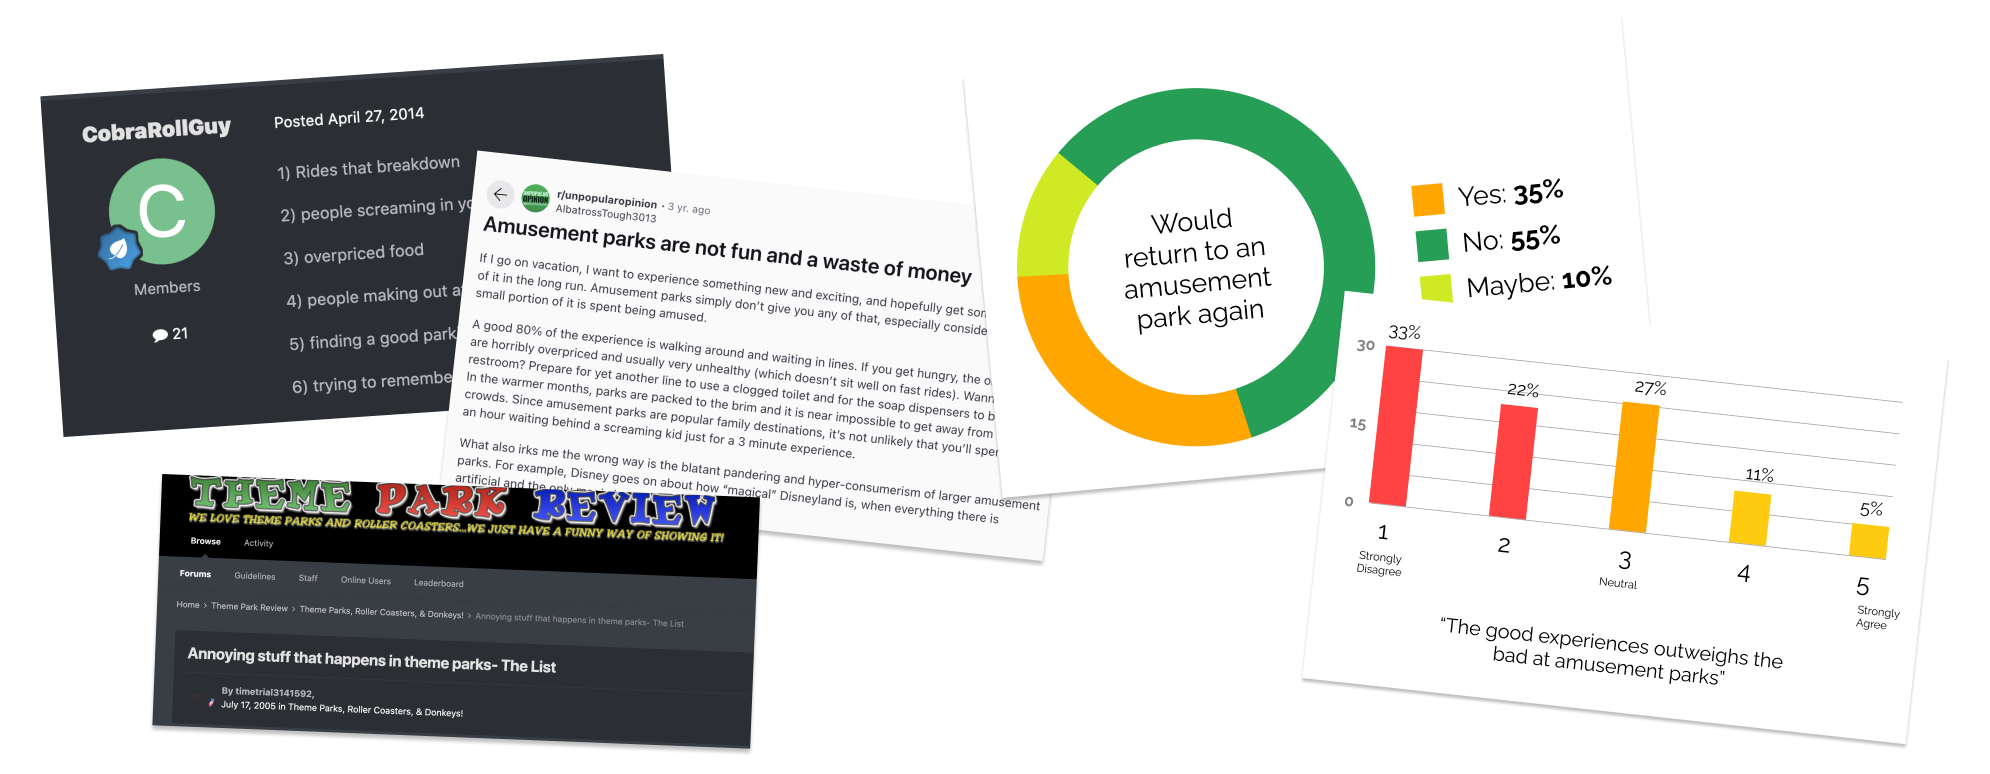 CobraRollGuy
C
Members
21
Posted April 27, 2014
1) Rides that breakdown
2) people screaming in yo
3) overpriced food
4) people making out a
5) finding a good park
6) trying to remembe
UNPOPULAR
OPINION
r/unpopularopinion · 3 yr. ago
AlbatrossTough3013
Amusement parks are not fun and a waste of money
If I go on vacation, I want to experience something new and exciting, and hopefully get som
of it in the long run. Amusement parks simply don't give you any of that, especially conside
small portion of it is spent being amused.
A good 80% of the experience is walking around and waiting in lines. If you get hungry, the o
are horribly overpriced and usually very unhealthy (which doesn't sit well on fast rides). Wann
restroom? Prepare for yet another line to use a clogged toilet and for the soap dispensers to b
In the warmer months, parks are packed to the brim and it is near impossible to get away from
crowds. Since amusement parks are popular family destinations, it's not unlikely that you'll spe
an hour waiting behind a screaming kid just for a 3 minute experience.
What also irks me the wrong way is the blatant pandering and hyper-consumerism of larger amusement
parks. For example, Disney goes on about how "magical" Disneyland is, when everything there is
artificial and the only
THEME PARK REVIEW
WE LOVE THEME PARKS AND ROLLER COASTERS...WE JUST HAVE A FUNNY WAY OF SHOWING IT!
Browse Activity
Forums Guidelines Staff Online Users Leaderboard
Home > Theme Park Review > Theme Parks, Roller Coasters, & Donkeys! > Annoying stuff that happens in theme parks- The List
Annoying stuff that happens in theme parks- The List
By timetrial3141592,
July 17, 2005 in Theme Parks, Roller Coasters, & Donkeys!
Would
return to an
amusement
park again
Yes: 35%
No: 55%
Maybe: 10%
30
15
0
33%
22%
27%
11%
5%
1
Strongly
Disagree
2
3
Neutral
4
5
Strongly
Agree
"The good experiences outweighs the
bad at amusement parks"